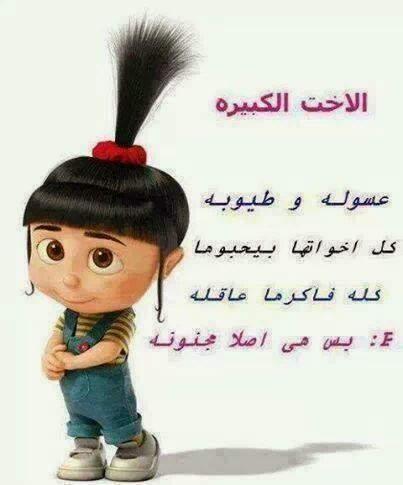 الاخت الكبيره
عسوله و طيوبه
كل اخواتها بيحبوها
كله فاكرها عاقله
بس هى اصلا مجنونه :E